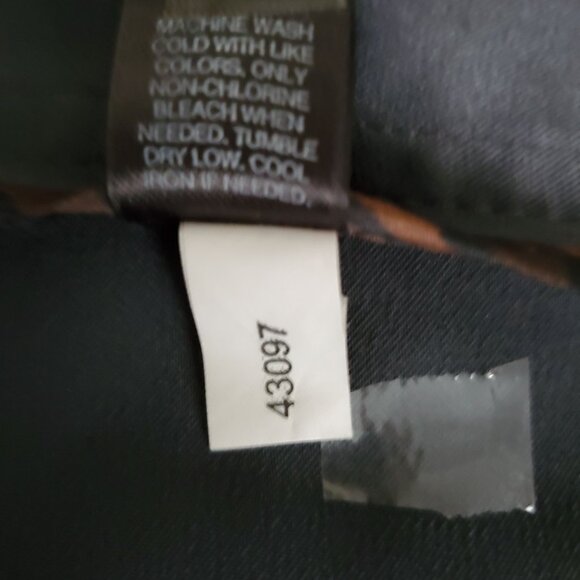 MACHINE WASH
COLD WITH LIKE
COLORS, ONLY
NON-CHLORINE
BLEACH WHEN
NEEDED. TUMBLE
DRY LOW. COOL
IRON IF NEEDED.
43097